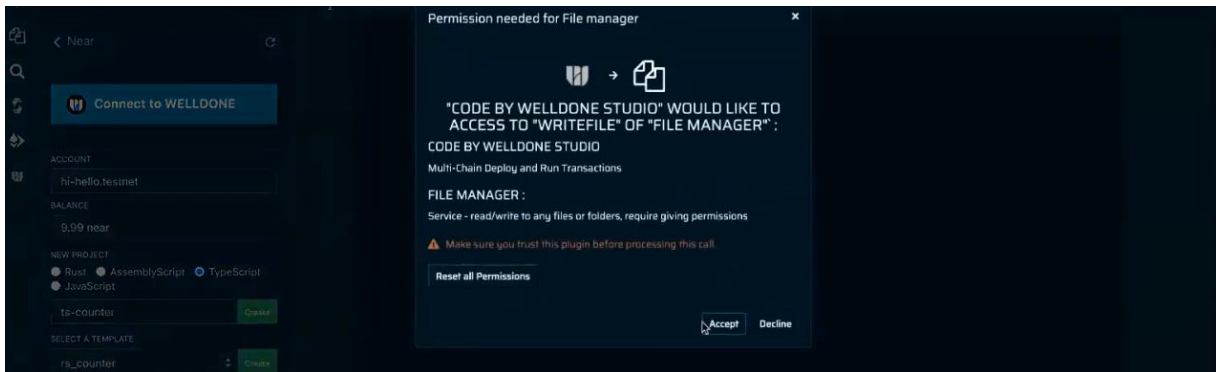 Near
Connect to WELLDONE
ACCOUNT
hi-hello.testnet
BALANCE
9.99 near
NEW PROJECT
Rust AssemblyScript TypeScript
JavaScript
ts-counter Create
SELECT A TEMPLATE
rs_counter Create
Permission needed for File manager
"CODE BY WELLDONE STUDIO" WOULD LIKE TO
ACCESS TO "WRITEFILE" OF "FILE MANAGER"` :
CODE BY WELLDONE STUDIO
Multi-Chain Deploy and Run Transactions
FILE MANAGER :
Service - read/write to any files or folders, require giving permissions
Make sure you trust this plugin before processing this call.
Reset all Permissions
Accept Decline